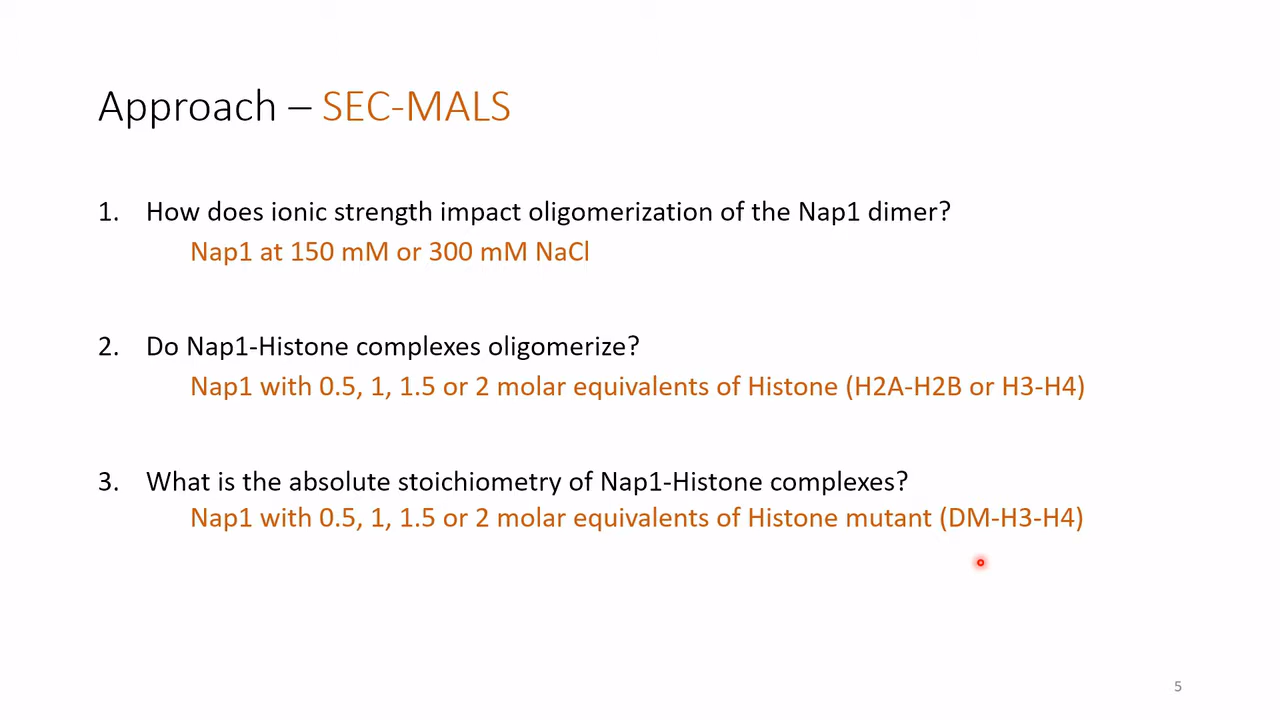 Approach – SEC-MALS
1. How does ionic strength impact oligomerization of the Nap1 dimer?
Nap1 at 150 mM or 300 mM NaCl
2. Do Nap1-Histone complexes oligomerize?
Nap1 with 0.5, 1, 1.5 or 2 molar equivalents of Histone (H2A-H2B or H3-H4)
3. What is the absolute stoichiometry of Nap1-Histone complexes?
Nap1 with 0.5, 1, 1.5 or 2 molar equivalents of Histone mutant (DM-H3-H4)
5